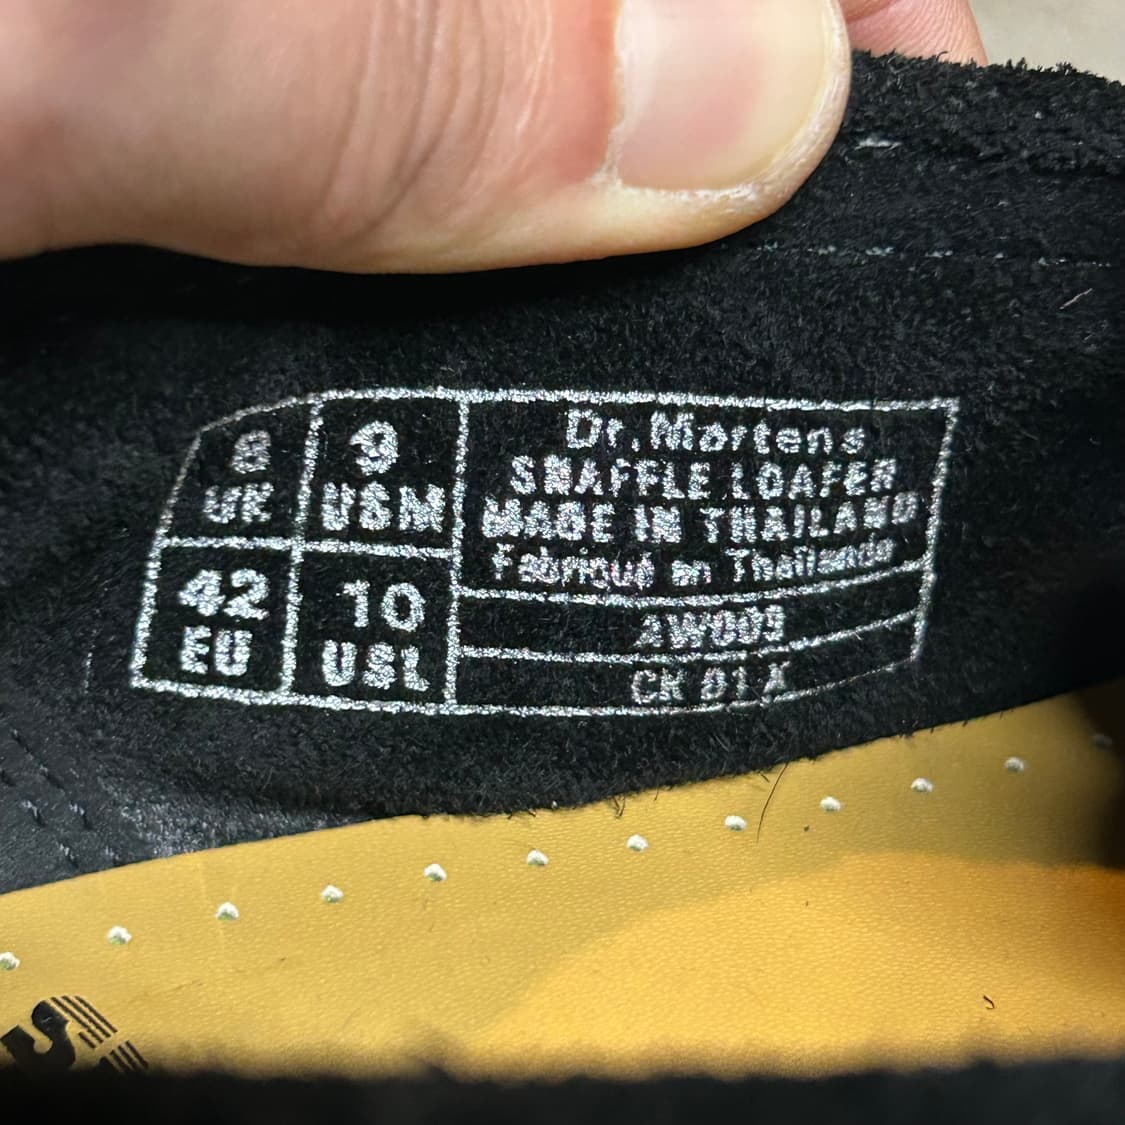 8
UK
9
USM
42
EU
10
USL
Dr. Martens
SNAFFLE LOAFER
MADE IN THAILAND
Fabriqué en Thaïlande
AW009
CK 01 X
S